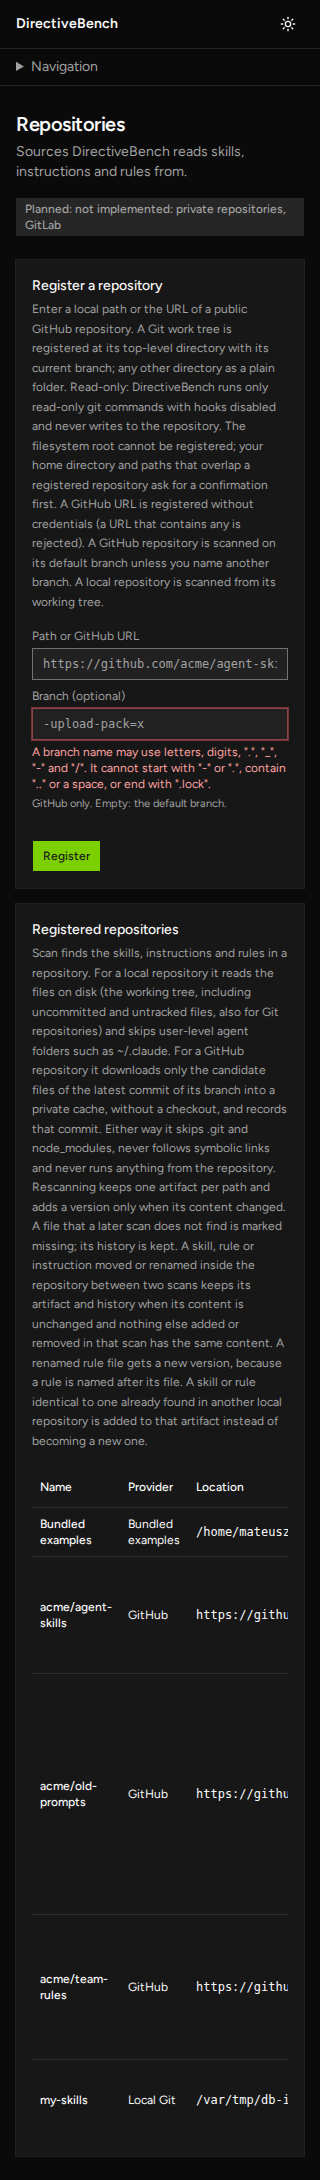 DirectiveBench
Navigation
Repositories
Sources DirectiveBench reads skills,
instructions and rules from.
Planned: not implemented: private repositories,
GitLab
Register a repository
Enter a local path or the URL of a public
GitHub repository. A Git work tree is
registered at its top-level directory with its
current branch; any other directory as a plain
folder. Read-only: DirectiveBench runs only
read-only git commands with hooks disabled
and never writes to the repository. The
filesystem root cannot be registered; your
home directory and paths that overlap a
registered repository ask for a confirmation
first. A GitHub URL is registered without
credentials (a URL that contains any is
rejected). A GitHub repository is scanned on
its default branch unless you name another
branch. A local repository is scanned from its
working tree.
Path or GitHub URL
https://github.com/acme/agent-sk
Branch (optional)
-upload-pack=x
A branch name may use letters, digits, ".", "_",
"-" and "/". It cannot start with "-" or ".", contain
".." or a space, or end with ".lock".
GitHub only. Empty: the default branch.
Register
Registered repositories
Scan finds the skills, instructions and rules in a
repository. For a local repository it reads the
files on disk (the working tree, including
uncommitted and untracked files, also for Git
repositories) and skips user-level agent
folders such as ~/.claude. For a GitHub
repository it downloads only the candidate
files of the latest commit of its branch into a
private cache, without a checkout, and records
that commit. Either way it skips .git and
node_modules, never follows symbolic links
and never runs anything from the repository.
Rescanning keeps one artifact per path and
adds a version only when its content changed.
A file that a later scan does not find is marked
missing; its history is kept. A skill, rule or
instruction moved or renamed inside the
repository between two scans keeps its
artifact and history when its content is
unchanged and nothing else added or
removed in that scan has the same content. A
renamed rule file gets a new version, because
a rule is named after its file. A skill or rule
identical to one already found in another local
repository is added to that artifact instead of
becoming a new one.
Name Provider Location
Bundled examples Bundled examples /home/mateusz
acme/agent-skills GitHub https://githu
acme/old-prompts GitHub https://githu
acme/team-rules GitHub https://githu
my-skills Local Git /var/tmp/db-i